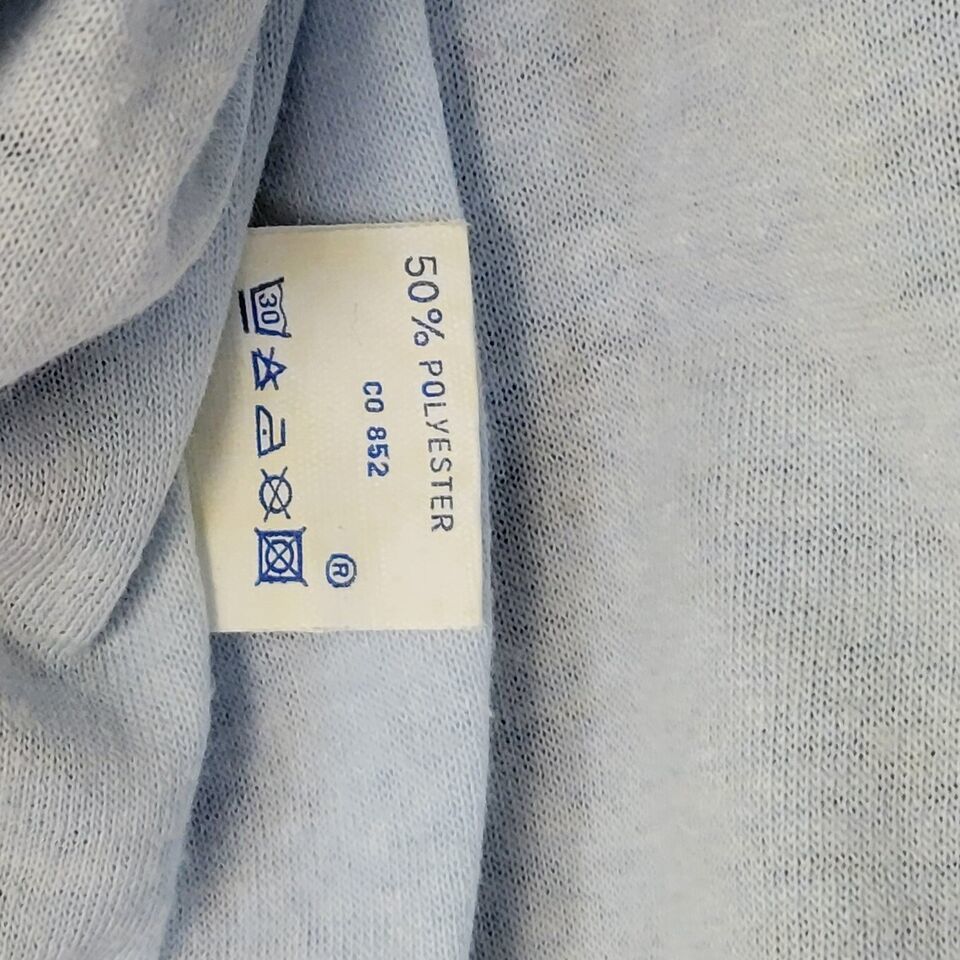 50% POLYESTER
CO 852
®
30